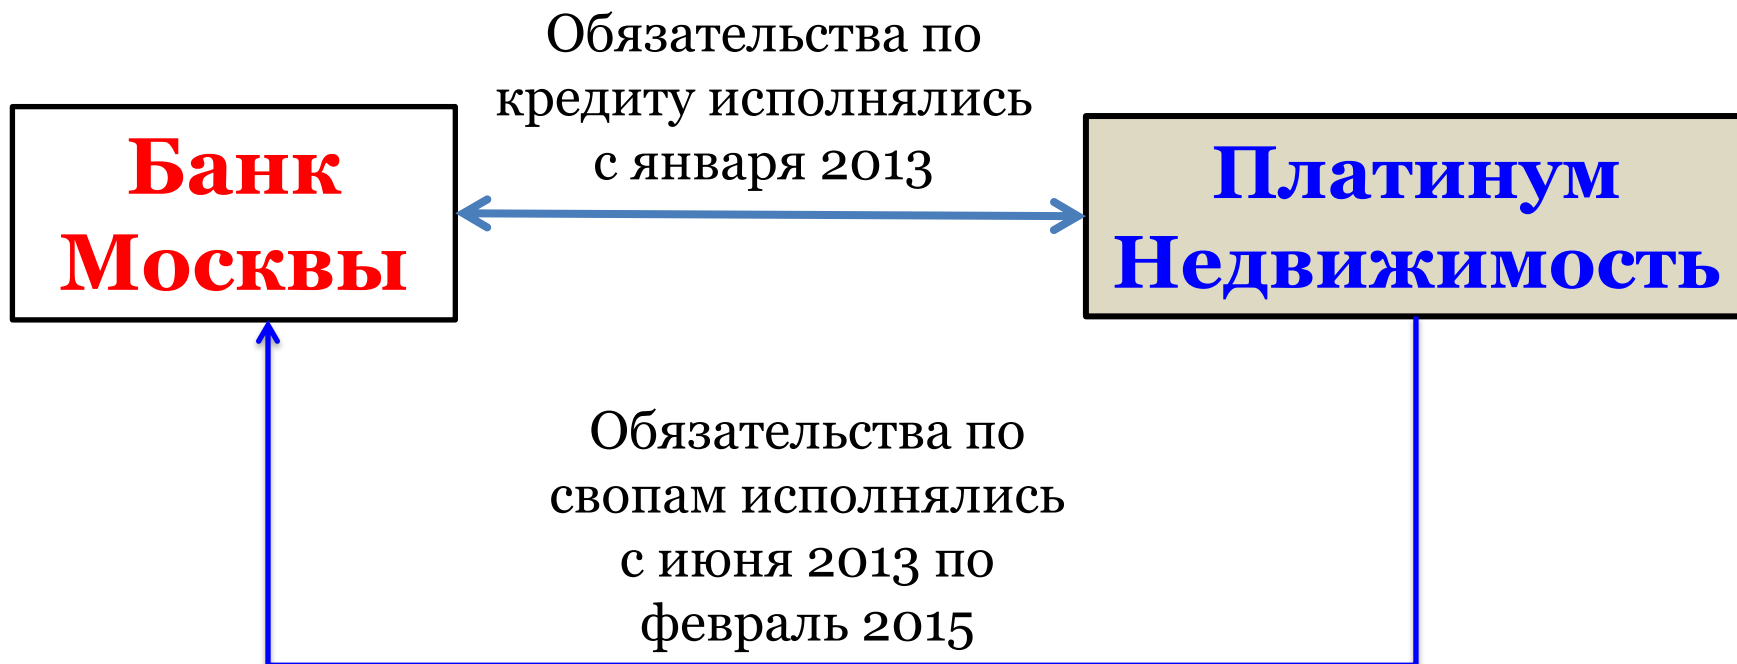 Обязательства по
кредиту исполнялись
с января 2013
Банк
Москвы
Платинум
Недвижимость
Обязательства по
свопам исполнялись
с июня 2013 по
февраль 2015